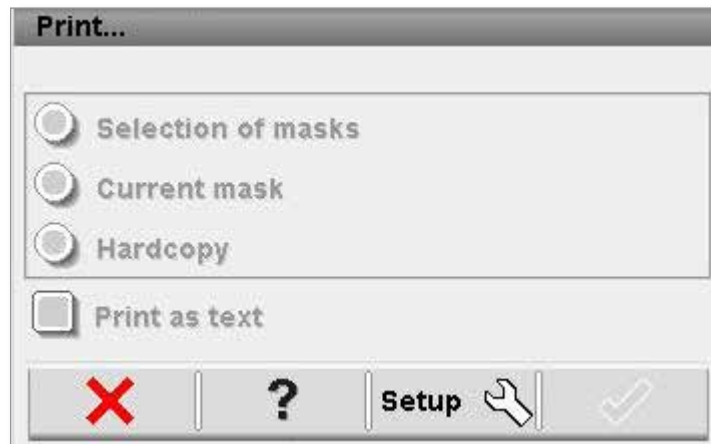 Print...
Selection of masks
Current mask
Hardcopy
Print as text
? Setup